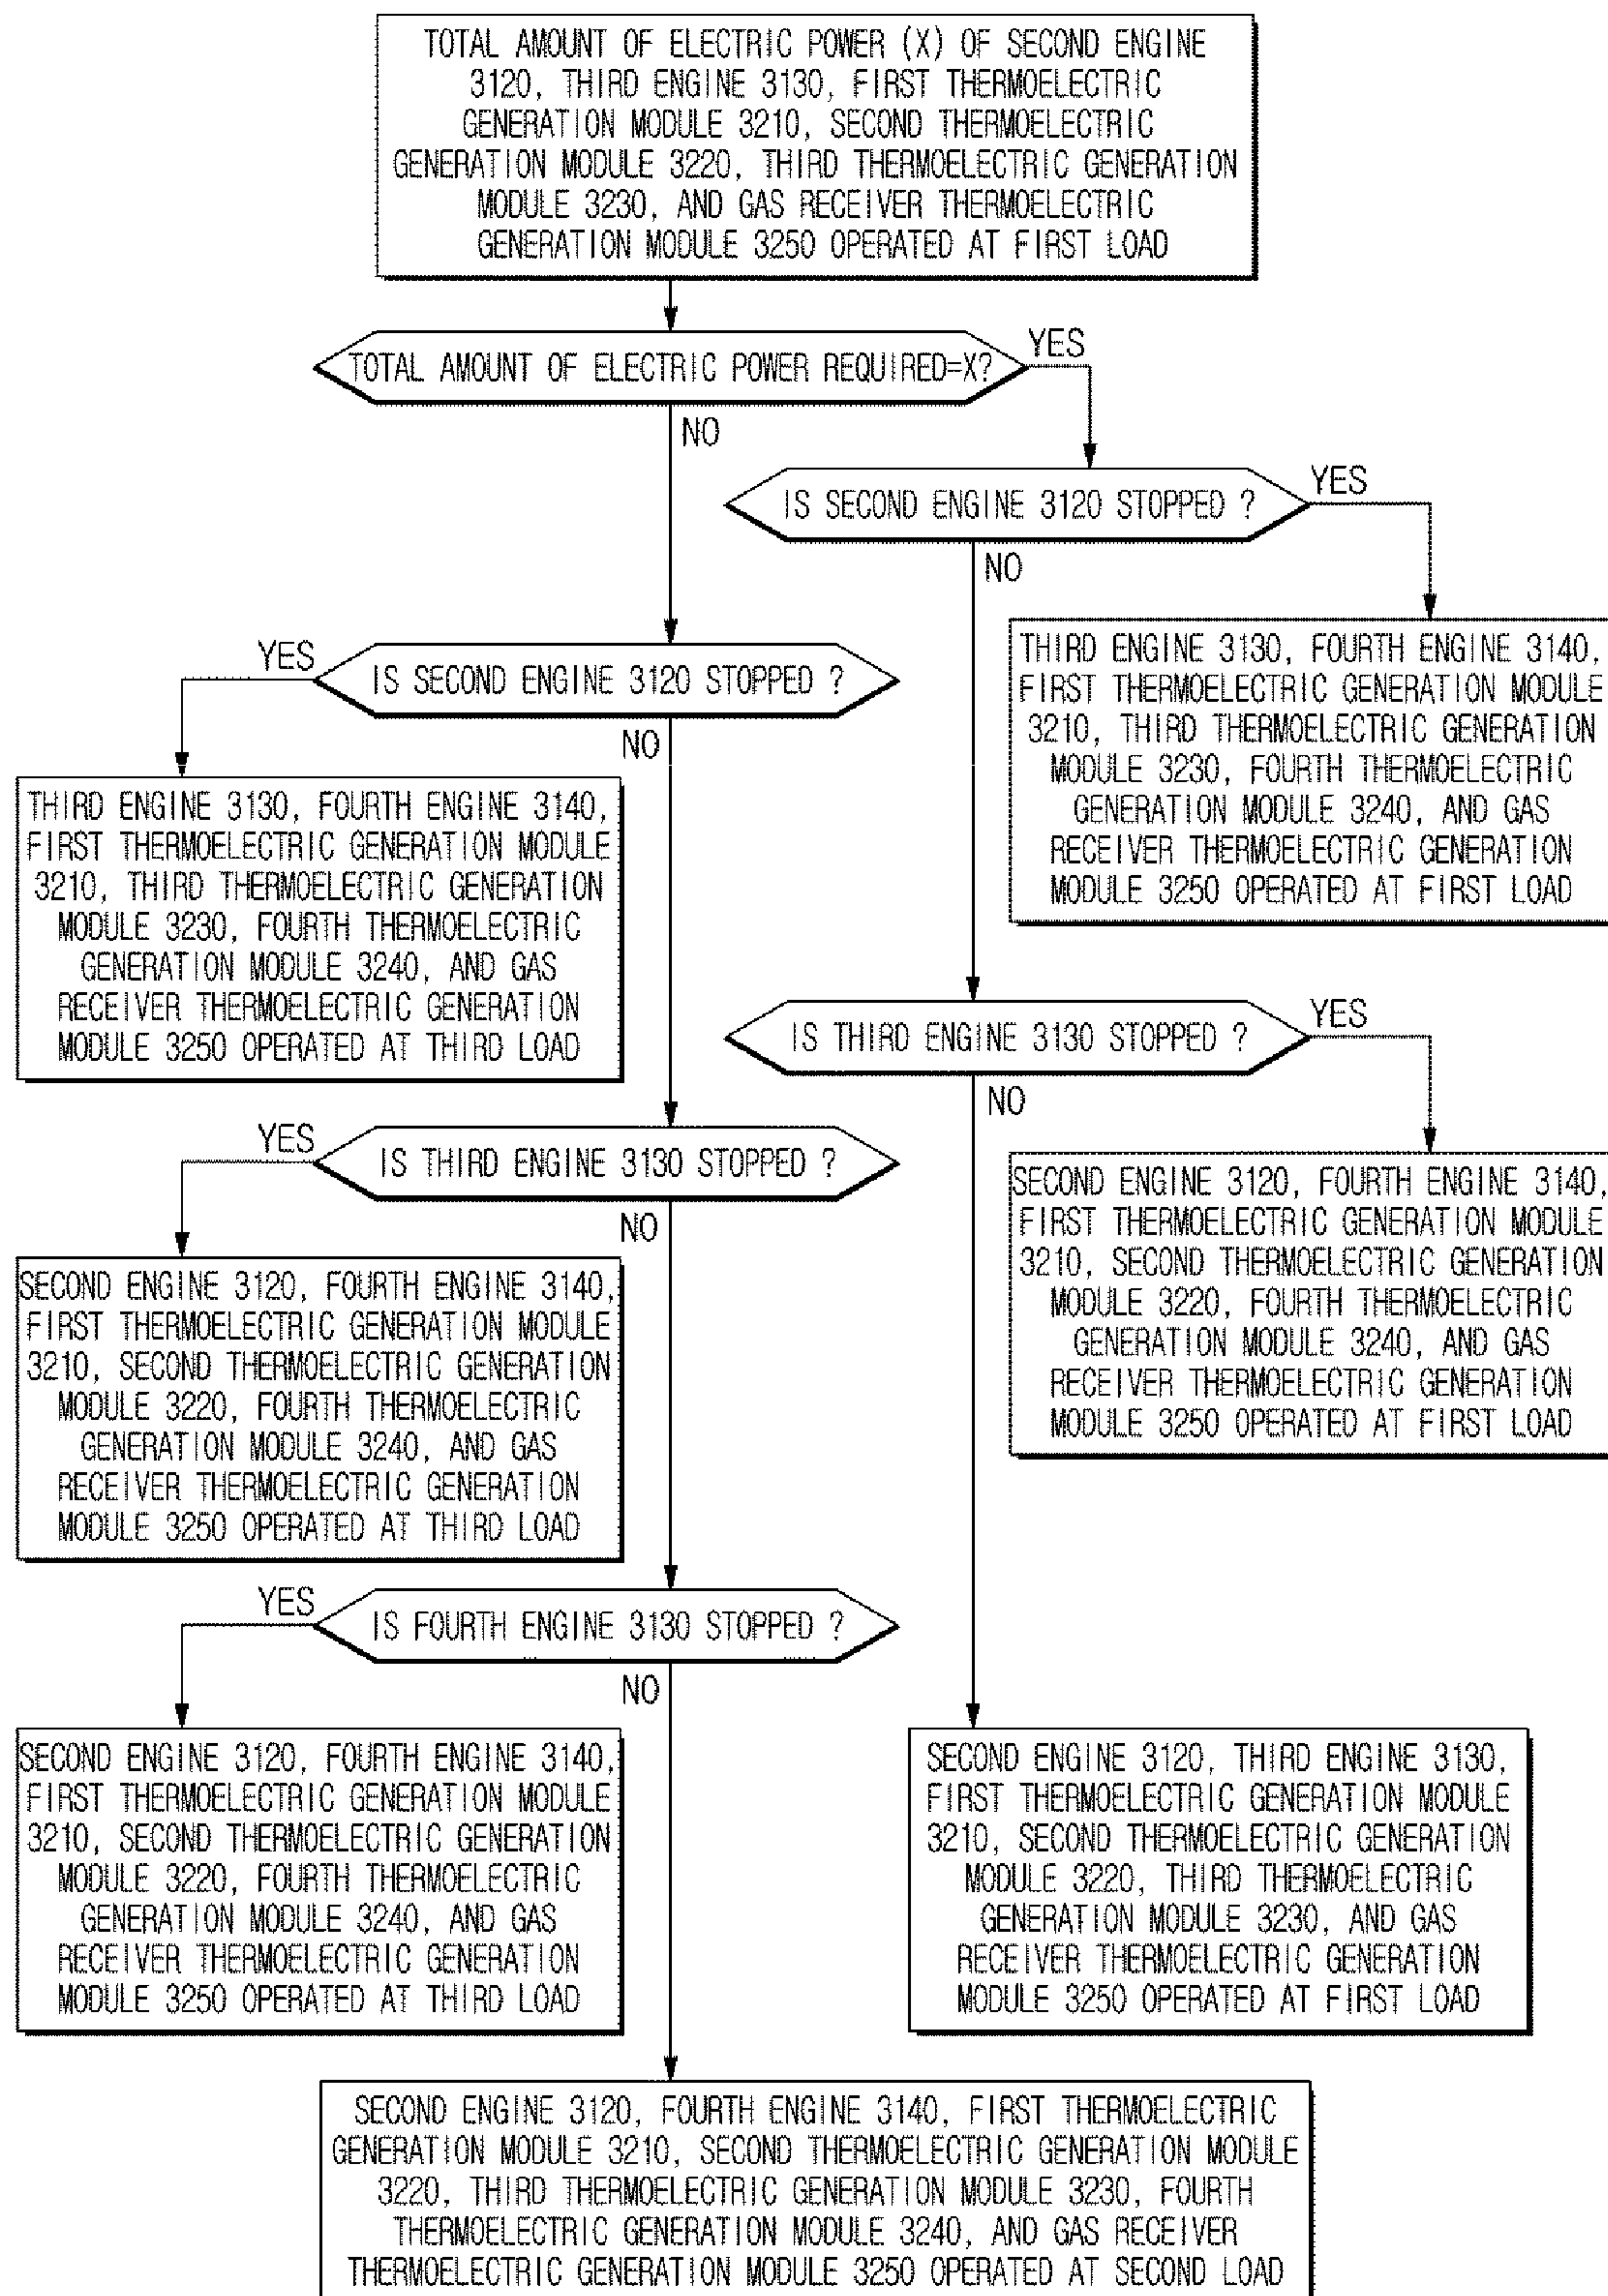 TOTAL AMOUNT OF ELECTRIC POWER (X) OF SECOND ENGINE
3120, THIRD ENGINE 3130, FIRST THERMOELECTRIC
GENERATION MODULE 3210, SECOND THERMOELECTRIC
GENERATION MODULE 3220, THIRD THERMOELECTRIC GENERATION
MODULE 3230, AND GAS RECEIVER THERMOELECTRIC
GENERATION MODULE 3250 OPERATED AT FIRST LOAD
TOTAL AMOUNT OF ELECTRIC POWER REQUIRED=X?
YES
NO
IS SECOND ENGINE 3120 STOPPED ?
YES
NO
THIRD ENGINE 3130, FOURTH ENGINE 3140,
FIRST THERMOELECTRIC GENERATION MODULE
3210, THIRD THERMOELECTRIC GENERATION
MODULE 3230, FOURTH THERMOELECTRIC
GENERATION MODULE 3240, AND GAS
RECEIVER THERMOELECTRIC GENERATION
MODULE 3250 OPERATED AT FIRST LOAD
YES
IS SECOND ENGINE 3120 STOPPED ?
NO
THIRD ENGINE 3130, FOURTH ENGINE 3140,
FIRST THERMOELECTRIC GENERATION MODULE
3210, THIRD THERMOELECTRIC GENERATION
MODULE 3230, FOURTH THERMOELECTRIC
GENERATION MODULE 3240, AND GAS
RECEIVER THERMOELECTRIC GENERATION
MODULE 3250 OPERATED AT THIRD LOAD
IS THIRD ENGINE 3130 STOPPED ?
YES
NO
SECOND ENGINE 3120, FOURTH ENGINE 3140,
FIRST THERMOELECTRIC GENERATION MODULE
3210, SECOND THERMOELECTRIC GENERATION
MODULE 3220, FOURTH THERMOELECTRIC
GENERATION MODULE 3240, AND GAS
RECEIVER THERMOELECTRIC GENERATION
MODULE 3250 OPERATED AT FIRST LOAD
YES
IS THIRD ENGINE 3130 STOPPED ?
NO
SECOND ENGINE 3120, FOURTH ENGINE 3140,
FIRST THERMOELECTRIC GENERATION MODULE
3210, SECOND THERMOELECTRIC GENERATION
MODULE 3220, FOURTH THERMOELECTRIC
GENERATION MODULE 3240, AND GAS
RECEIVER THERMOELECTRIC GENERATION
MODULE 3250 OPERATED AT THIRD LOAD
YES
IS FOURTH ENGINE 3130 STOPPED ?
NO
SECOND ENGINE 3120, FOURTH ENGINE 3140,
FIRST THERMOELECTRIC GENERATION MODULE
3210, SECOND THERMOELECTRIC GENERATION
MODULE 3220, FOURTH THERMOELECTRIC
GENERATION MODULE 3240, AND GAS
RECEIVER THERMOELECTRIC GENERATION
MODULE 3250 OPERATED AT THIRD LOAD
SECOND ENGINE 3120, THIRD ENGINE 3130,
FIRST THERMOELECTRIC GENERATION MODULE
3210, SECOND THERMOELECTRIC GENERATION
MODULE 3220, THIRD THERMOELECTRIC
GENERATION MODULE 3230, AND GAS
RECEIVER THERMOELECTRIC GENERATION
MODULE 3250 OPERATED AT FIRST LOAD
SECOND ENGINE 3120, FOURTH ENGINE 3140, FIRST THERMOELECTRIC
GENERATION MODULE 3210, SECOND THERMOELECTRIC GENERATION MODULE
3220, THIRD THERMOELECTRIC GENERATION MODULE 3230, FOURTH
THERMOELECTRIC GENERATION MODULE 3240, AND GAS RECEIVER
THERMOELECTRIC GENERATION MODULE 3250 OPERATED AT SECOND LOAD